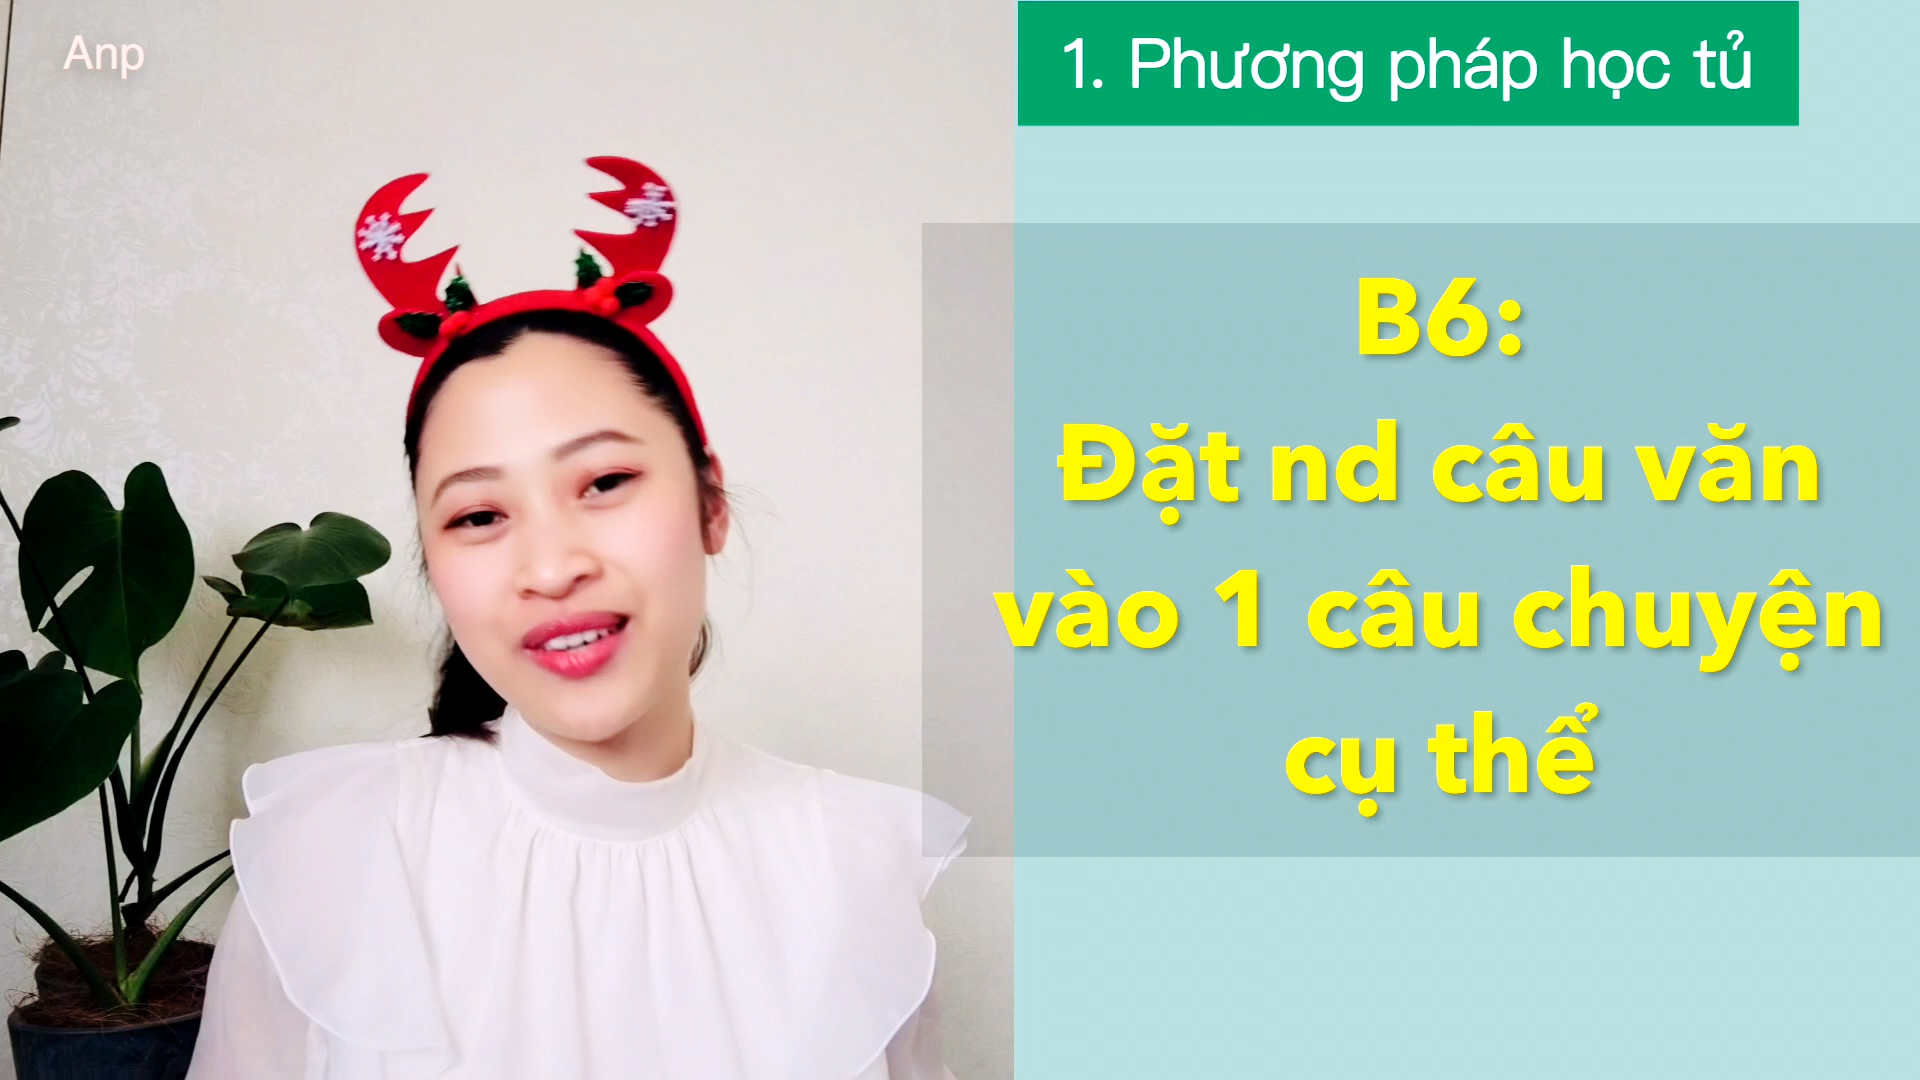 Anp
1. Phương pháp học tủ
B6:
Đặt nd câu văn
vào 1 câu chuyện
cụ thể